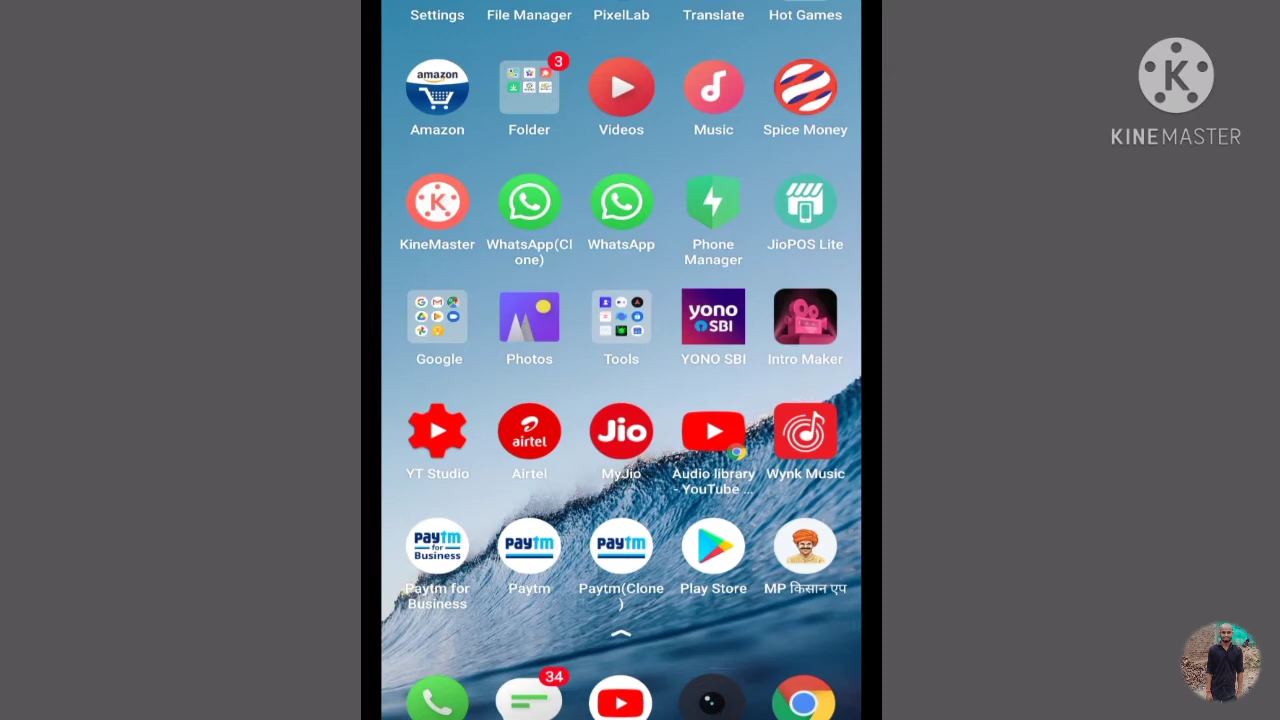 Settings File Manager PixelLab Translate Hot Games
amazon
3
Amazon Folder Videos Music Spice Money
K
KINEMASTER
K
KineMaster WhatsApp(Cl
one) WhatsApp Phone
Manager JioPOS Lite
yono
SBI
Google Photos Tools YONO SBI Intro Maker
airtel
Jio
YT Studio Airtel MyJio Audio library
- YouTube ... Wynk Music
Paytm
for
Business
Paytm
Paytm
Paytm for
Business Paytm Paytm(Clone
) Play Store MP किसान एप
34